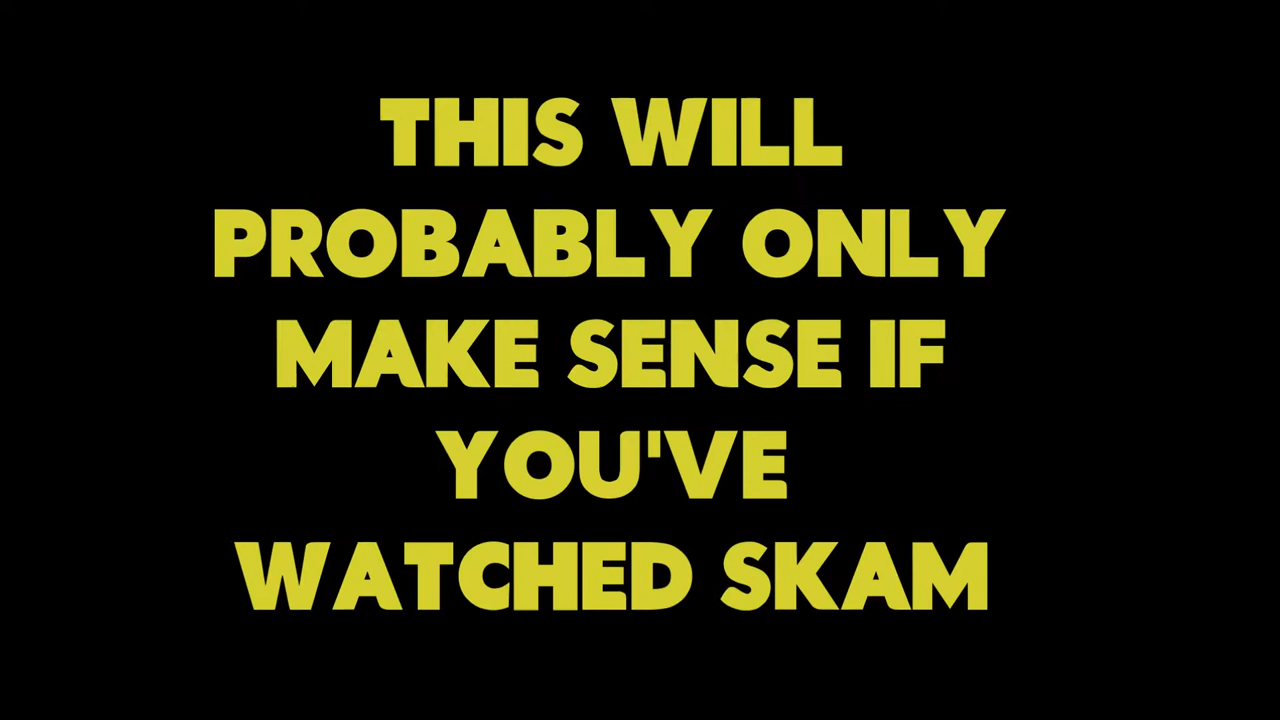 THIS WILL
PROBABLY ONLY
MAKE SENSE IF
YOU'VE
WATCHED SKAM